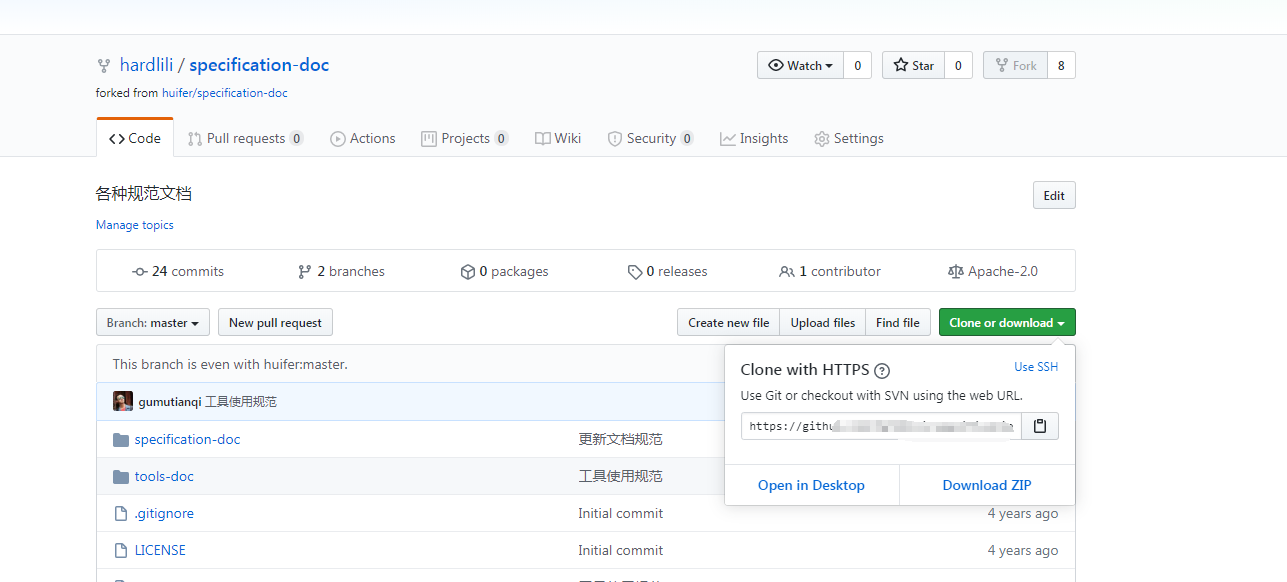 hardlili / specification-doc
Watch 0 Star 0 Fork 8
forked from huifer/specification-doc
Code Pull requests 0 Actions Projects 0 Wiki Security 0 Insights Settings
各种规范文档
Edit
Manage topics
24 commits 2 branches 0 packages 0 releases 1 contributor Apache-2.0
Branch: master New pull request Create new file Upload files Find file Clone or download
This branch is even with huifer:master.
Clone with HTTPS ? Use SSH
Use Git or checkout with SVN using the web URL.
gumutianqi 工具使用规范
https://githu
specification-doc 更新文档规范
tools-doc 工具使用规范
Open in Desktop Download ZIP
.gitignore Initial commit 4 years ago
LICENSE Initial commit 4 years ago